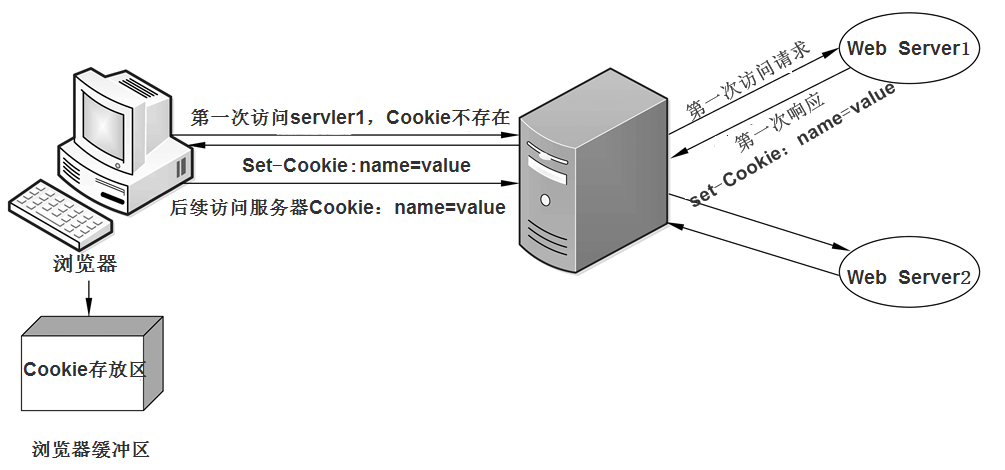 第一次访问servler1，Cookie不存在
Set-Cookie:name=value
后续访问服务器Cookie：name=value
浏览器
Cookie存放区
浏览器缓冲区
第一次访问请求
第一次响应
set-Cookie：name=value
Web Server1
Web Server2